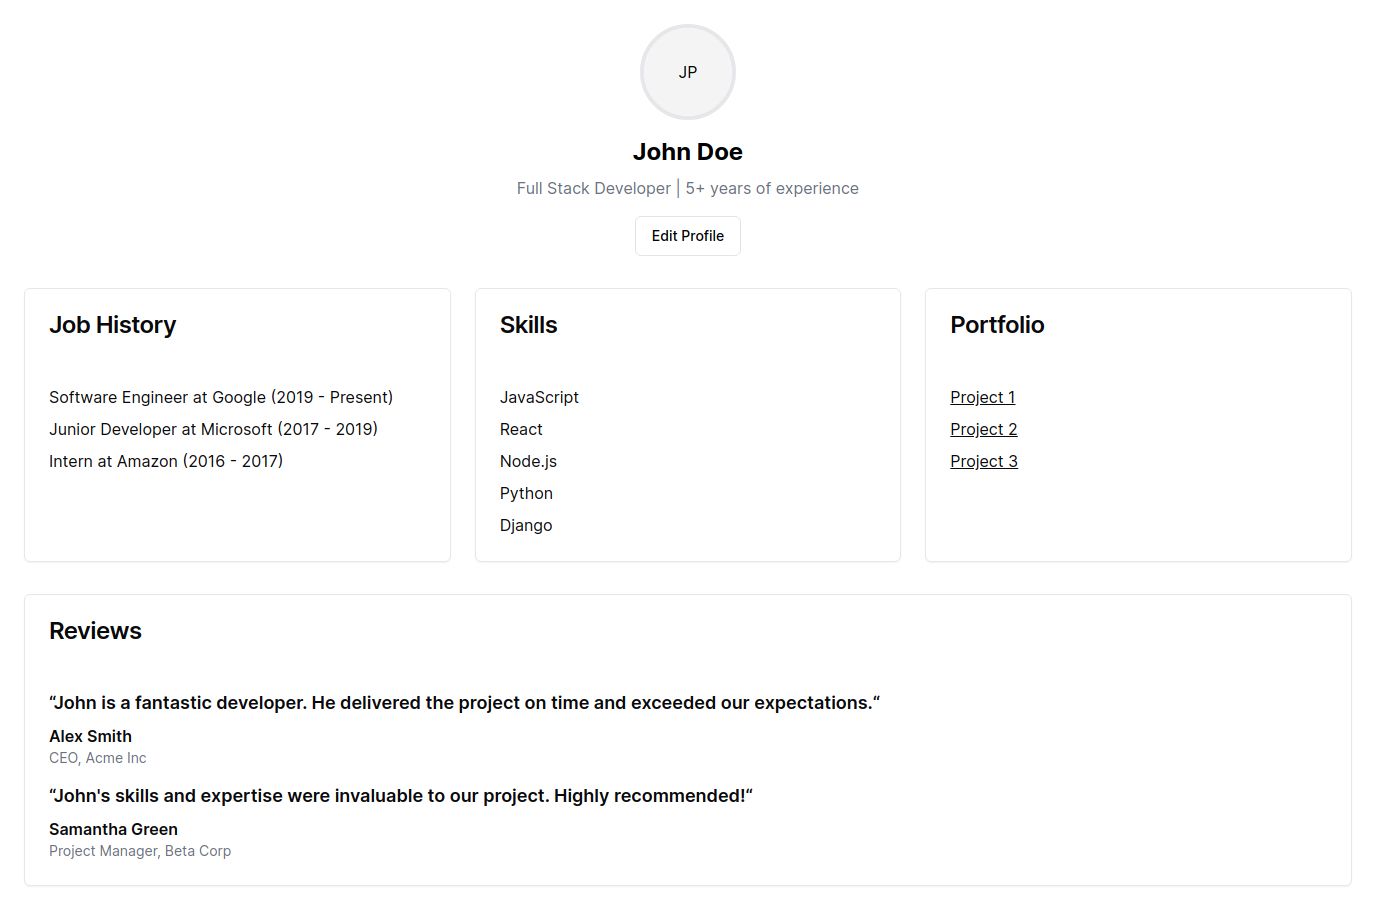 JP
John Doe
Full Stack Developer | 5+ years of experience
Edit Profile
Job History
Software Engineer at Google (2019 - Present)
Junior Developer at Microsoft (2017 - 2019)
Intern at Amazon (2016 - 2017)
Skills
JavaScript
React
Node.js
Python
Django
Portfolio
Project 1
Project 2
Project 3
Reviews
“John is a fantastic developer. He delivered the project on time and exceeded our expectations.“
Alex Smith
CEO, Acme Inc
“John's skills and expertise were invaluable to our project. Highly recommended!“
Samantha Green
Project Manager, Beta Corp